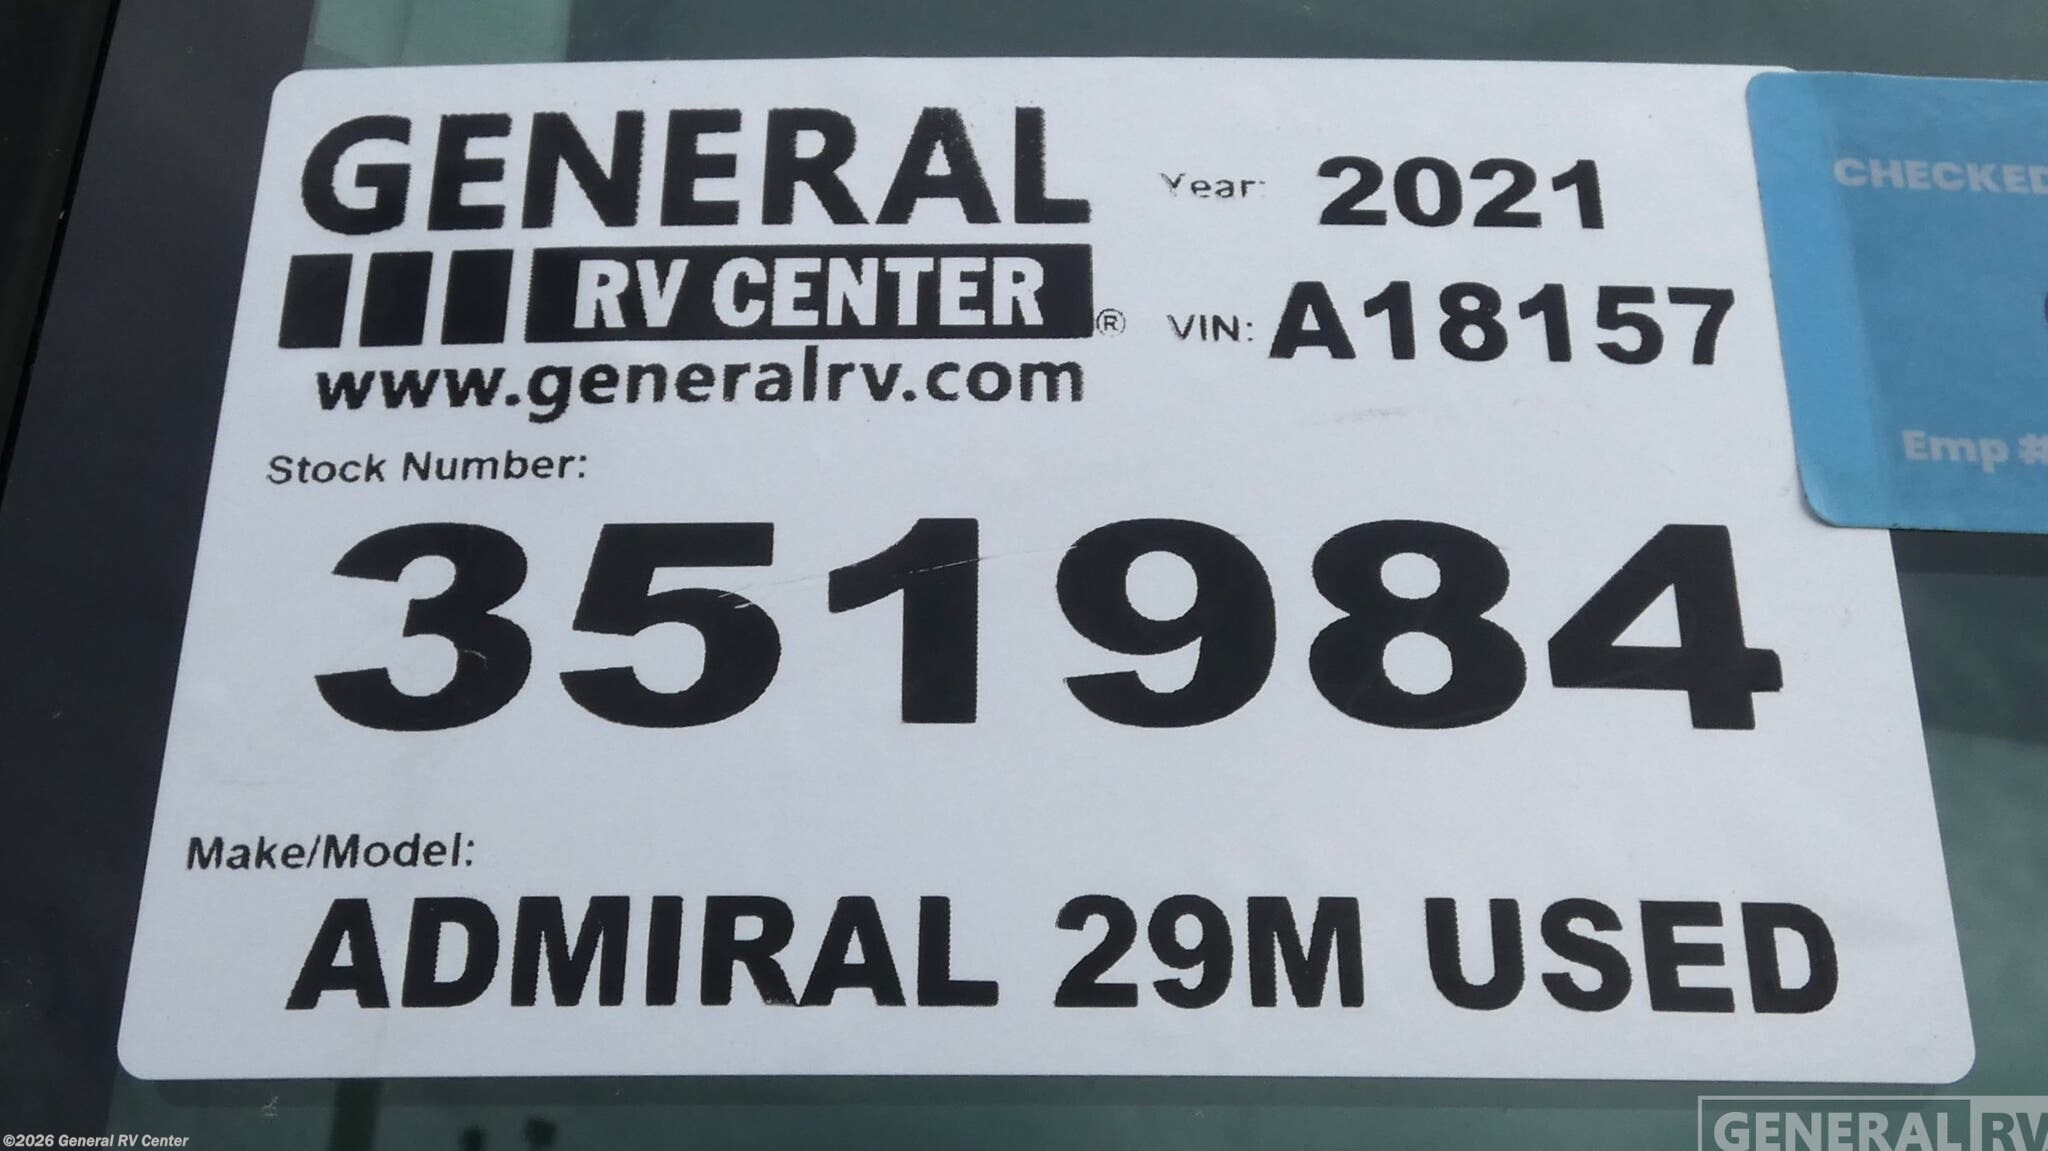 GENERAL
RV CENTER®
www.generalrv.com
Year: 2021
VIN: A18157
CHECKED
Emp #
Stock Number:
351984
Make/Model:
ADMIRAL 29M USED
©2026 General RV Center
GENERAL RV